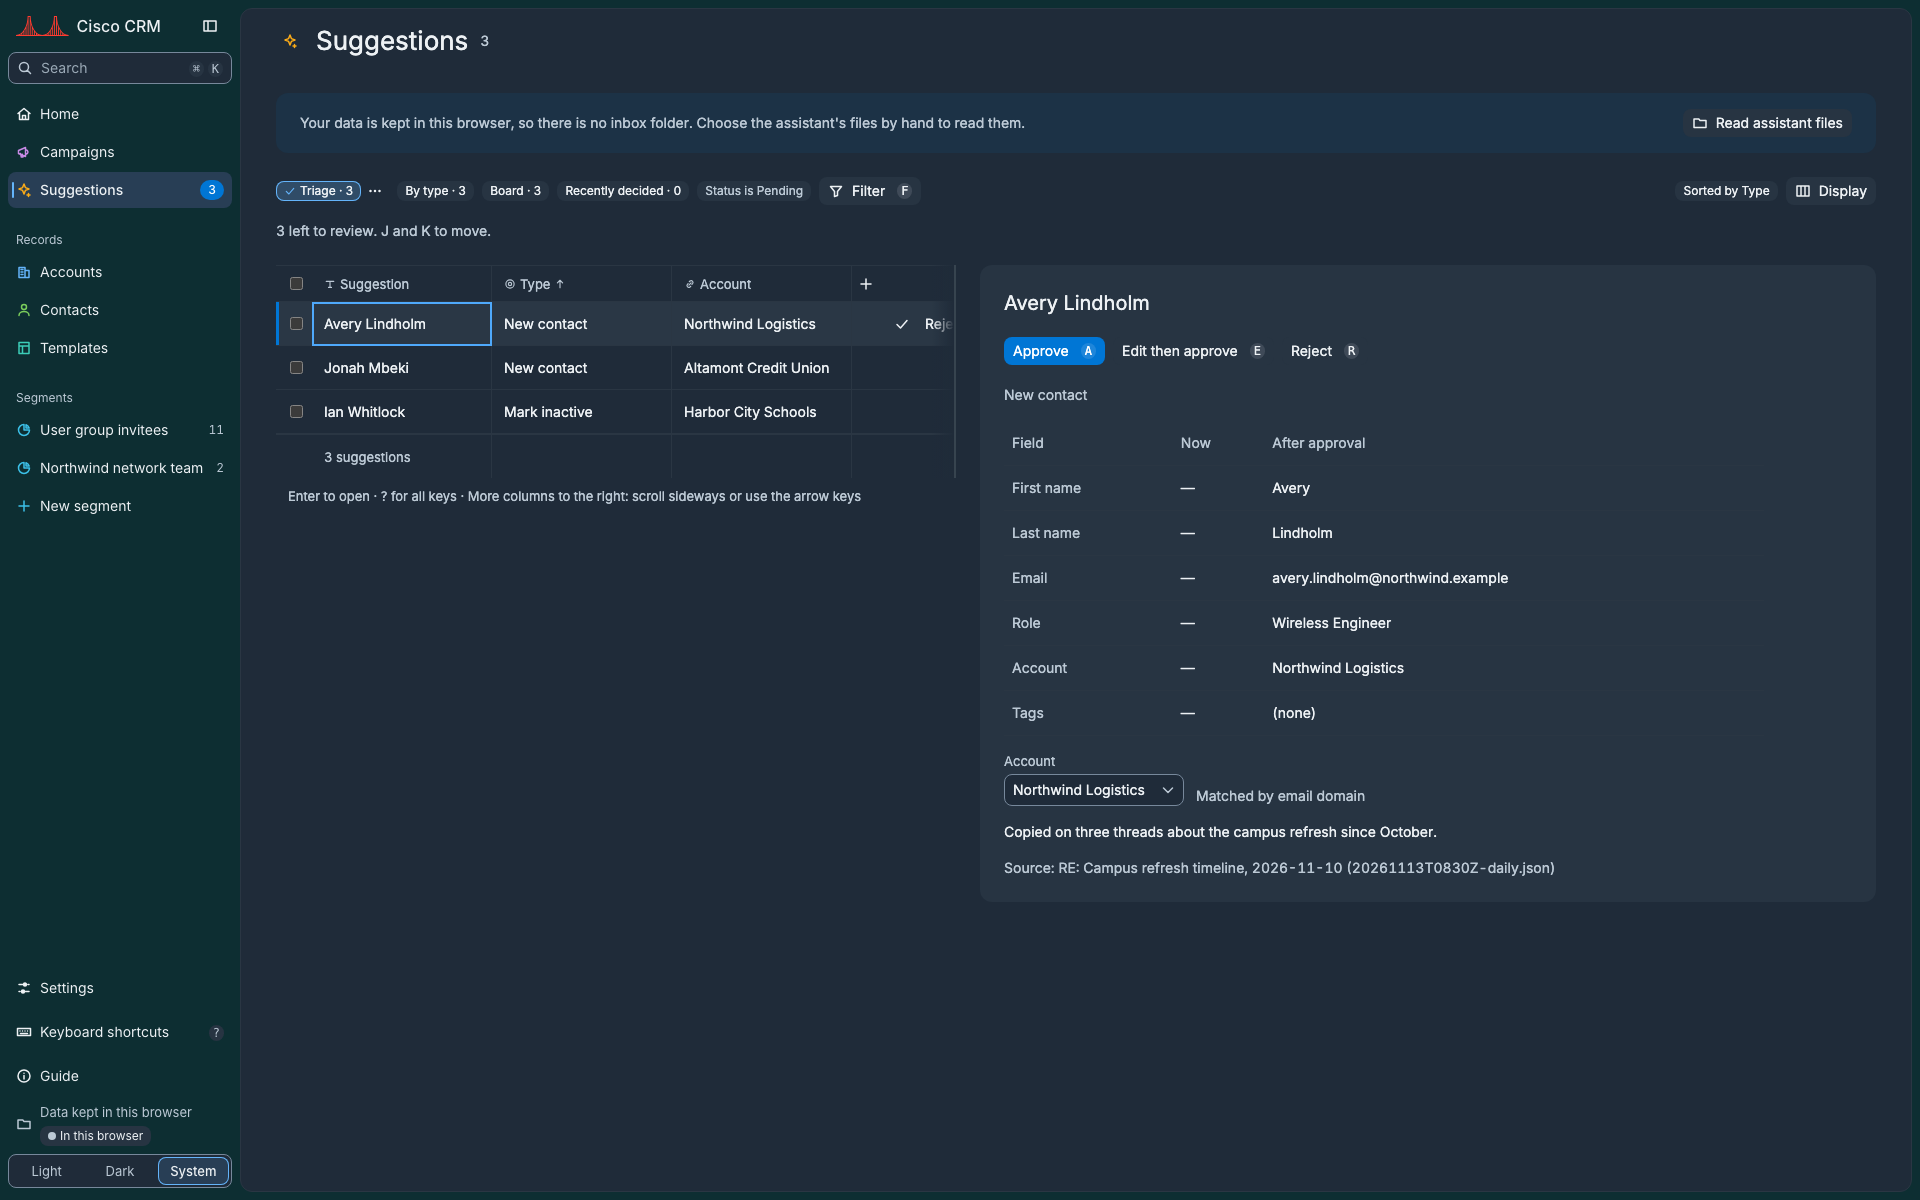 Cisco CRM
Search ⌘ K
Home
Campaigns
Suggestions 3
Records
Accounts
Contacts
Templates
Segments
User group invitees 11
Northwind network team 2
New segment
Settings
Keyboard shortcuts ?
Guide
Data kept in this browser
In this browser
Light Dark System
Suggestions 3
Your data is kept in this browser, so there is no inbox folder. Choose the assistant's files by hand to read them.
Read assistant files
Triage · 3 ··· By type · 3 Board · 3 Recently decided · 0 Status is Pending Filter F
Sorted by Type Display
3 left to review. J and K to move.
Suggestion Type ↑ Account +
Avery Lindholm New contact Northwind Logistics Reje
Jonah Mbeki New contact Altamont Credit Union
Ian Whitlock Mark inactive Harbor City Schools
3 suggestions
Enter to open · ? for all keys · More columns to the right: scroll sideways or use the arrow keys
Avery Lindholm
Approve A Edit then approve E Reject R
New contact
Field Now After approval
First name — Avery
Last name — Lindholm
Email — avery.lindholm@northwind.example
Role — Wireless Engineer
Account — Northwind Logistics
Tags — (none)
Account
Northwind Logistics Matched by email domain
Copied on three threads about the campus refresh since October.
Source: RE: Campus refresh timeline, 2026-11-10 (20261113T0830Z-daily.json)